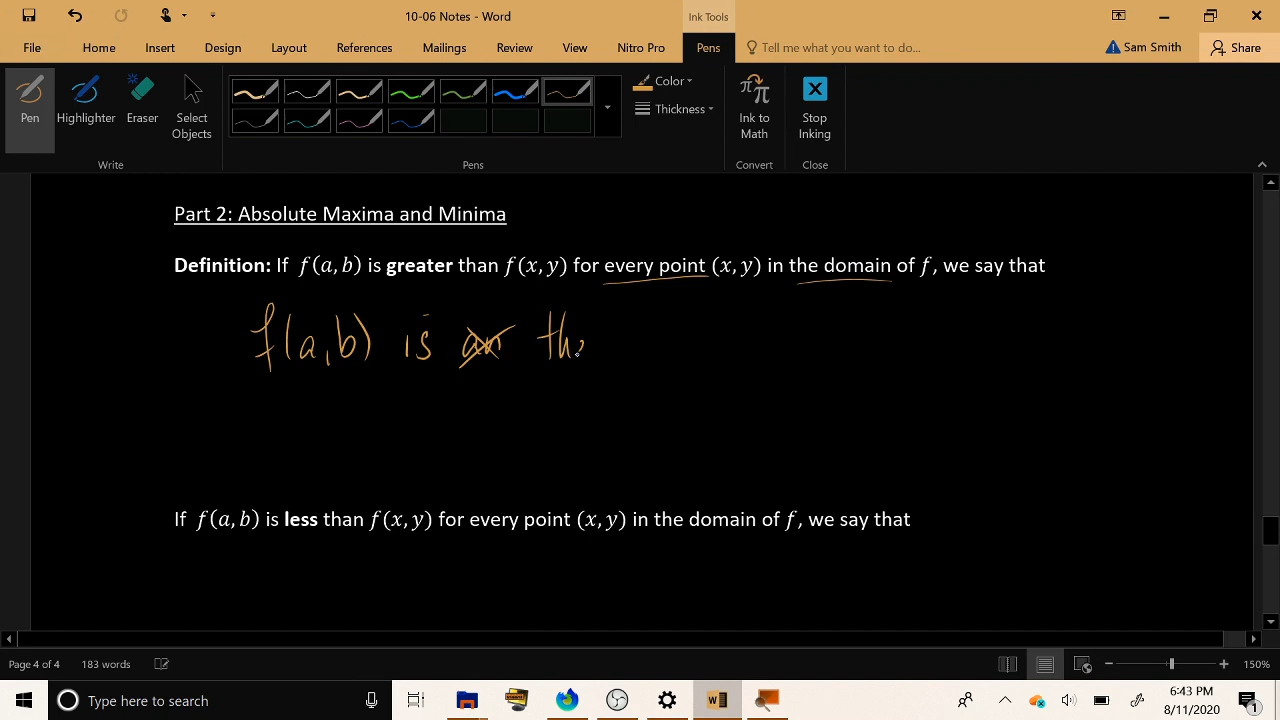 10-06 Notes - Word
Ink Tools
File Home Insert Design Layout References Mailings Review View Nitro Pro Pens Tell me what you want to do... Sam Smith Share
Pen Highlighter Eraser Select Objects
Color
Thickness
Ink to Math
Stop Inking
Write Pens Convert Close
Part 2: Absolute Maxima and Minima
Definition: If f(a, b) is greater than f(x, y) for every point (x, y) in the domain of f, we say that
f(a,b) is an the
If f(a, b) is less than f(x, y) for every point (x, y) in the domain of f, we say that
Page 4 of 4 183 words 150%
Type here to search
6:43 PM
8/11/2020
1